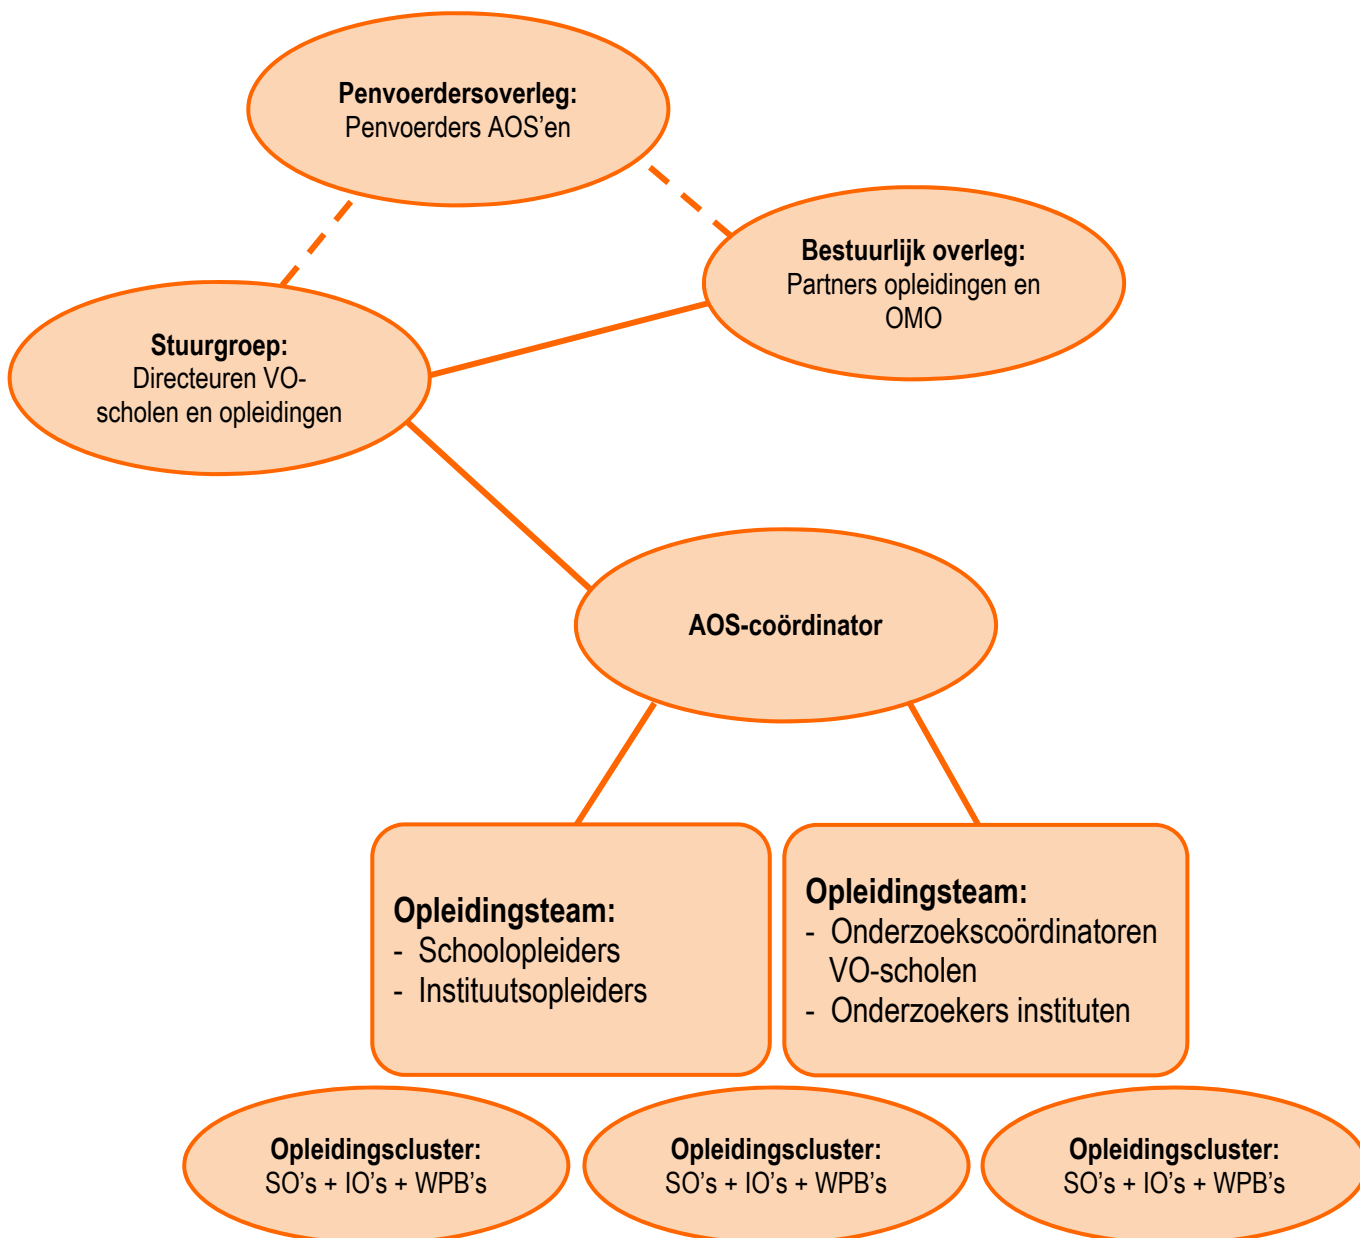 Penvoerdersoverleg:
Penvoerders AOS’en
Bestuurlijk overleg:
Partners opleidingen en
OMO
Stuurgroep:
Directeuren VO-
scholen en opleidingen
AOS-coördinator
Opleidingsteam:
- Schoolopleiders
- Instituutsopleiders
Opleidingsteam:
- Onderzoekscoördinatoren
VO-scholen
- Onderzoekers instituten
Opleidingscluster:
SO’s + IO’s + WPB’s
Opleidingscluster:
SO’s + IO’s + WPB’s
Opleidingscluster:
SO’s + IO’s + WPB’s